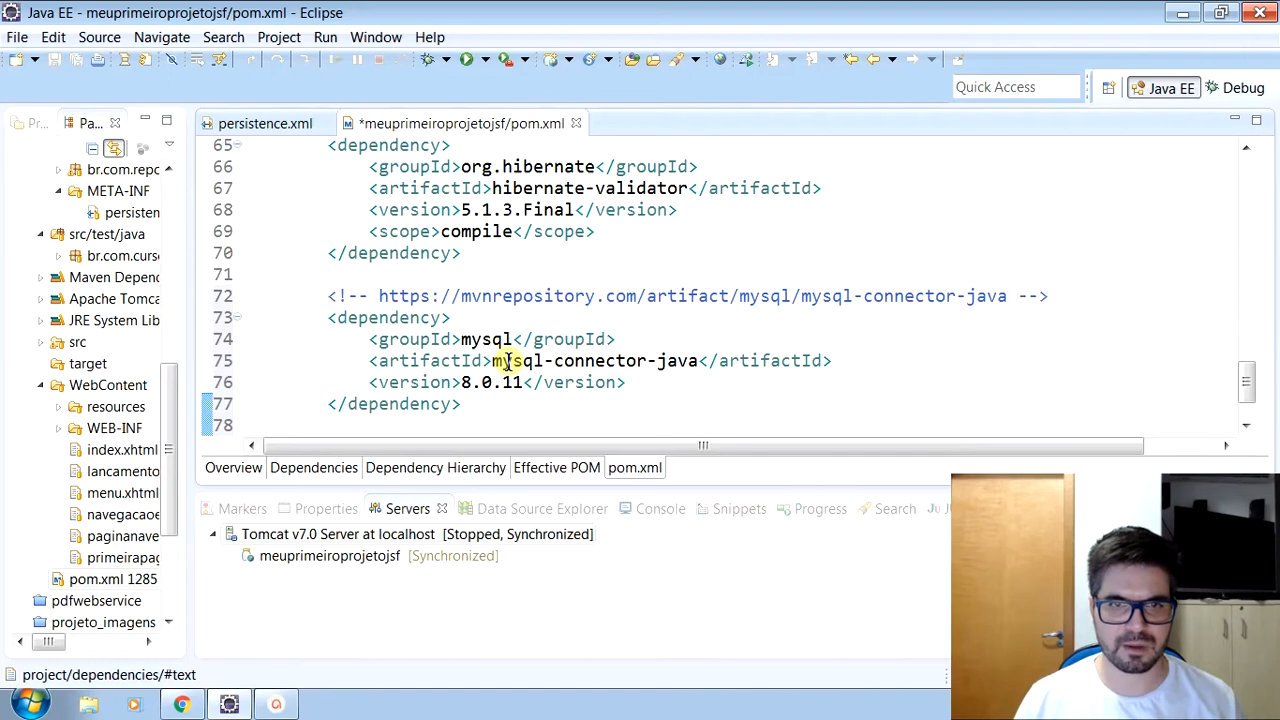 Java EE - meuprimeiroprojetojsf/pom.xml - Eclipse
File Edit Source Navigate Search Project Run Window Help
Quick Access Java EE Debug
Pr... Pa... persistence.xml *meuprimeiroprojetojsf/pom.xml
br.com.repo
META-INF
persisten
src/test/java
br.com.curs
Maven Depend
Apache Tomca
JRE System Lib
src
target
WebContent
resources
WEB-INF
index.xhtml
lancamento
menu.xhtml
navegacaoe
paginanave
primeirapag
pom.xml 1285
pdfwebservice
projeto_imagens
65 <dependency>
66 <groupId>org.hibernate</groupId>
67 <artifactId>hibernate-validator</artifactId>
68 <version>5.1.3.Final</version>
69 <scope>compile</scope>
70 </dependency>
71
72 <!-- https://mvnrepository.com/artifact/mysql/mysql-connector-java -->
73 <dependency>
74 <groupId>mysql</groupId>
75 <artifactId>mysql-connector-java</artifactId>
76 <version>8.0.11</version>
77 </dependency>
78
Overview Dependencies Dependency Hierarchy Effective POM pom.xml
Markers Properties Servers Data Source Explorer Console Snippets Progress Search Ju
Tomcat v7.0 Server at localhost [Stopped, Synchronized]
meuprimeiroprojetojsf [Synchronized]
project/dependencies/#text